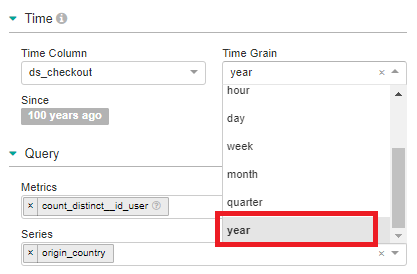 Time
Time Column
Time Grain
ds_checkout
year
hour
Since
100 years ago
day
week
month
quarter
year
Query
Metrics
× count_distinct__id_user
Series
× origin_country